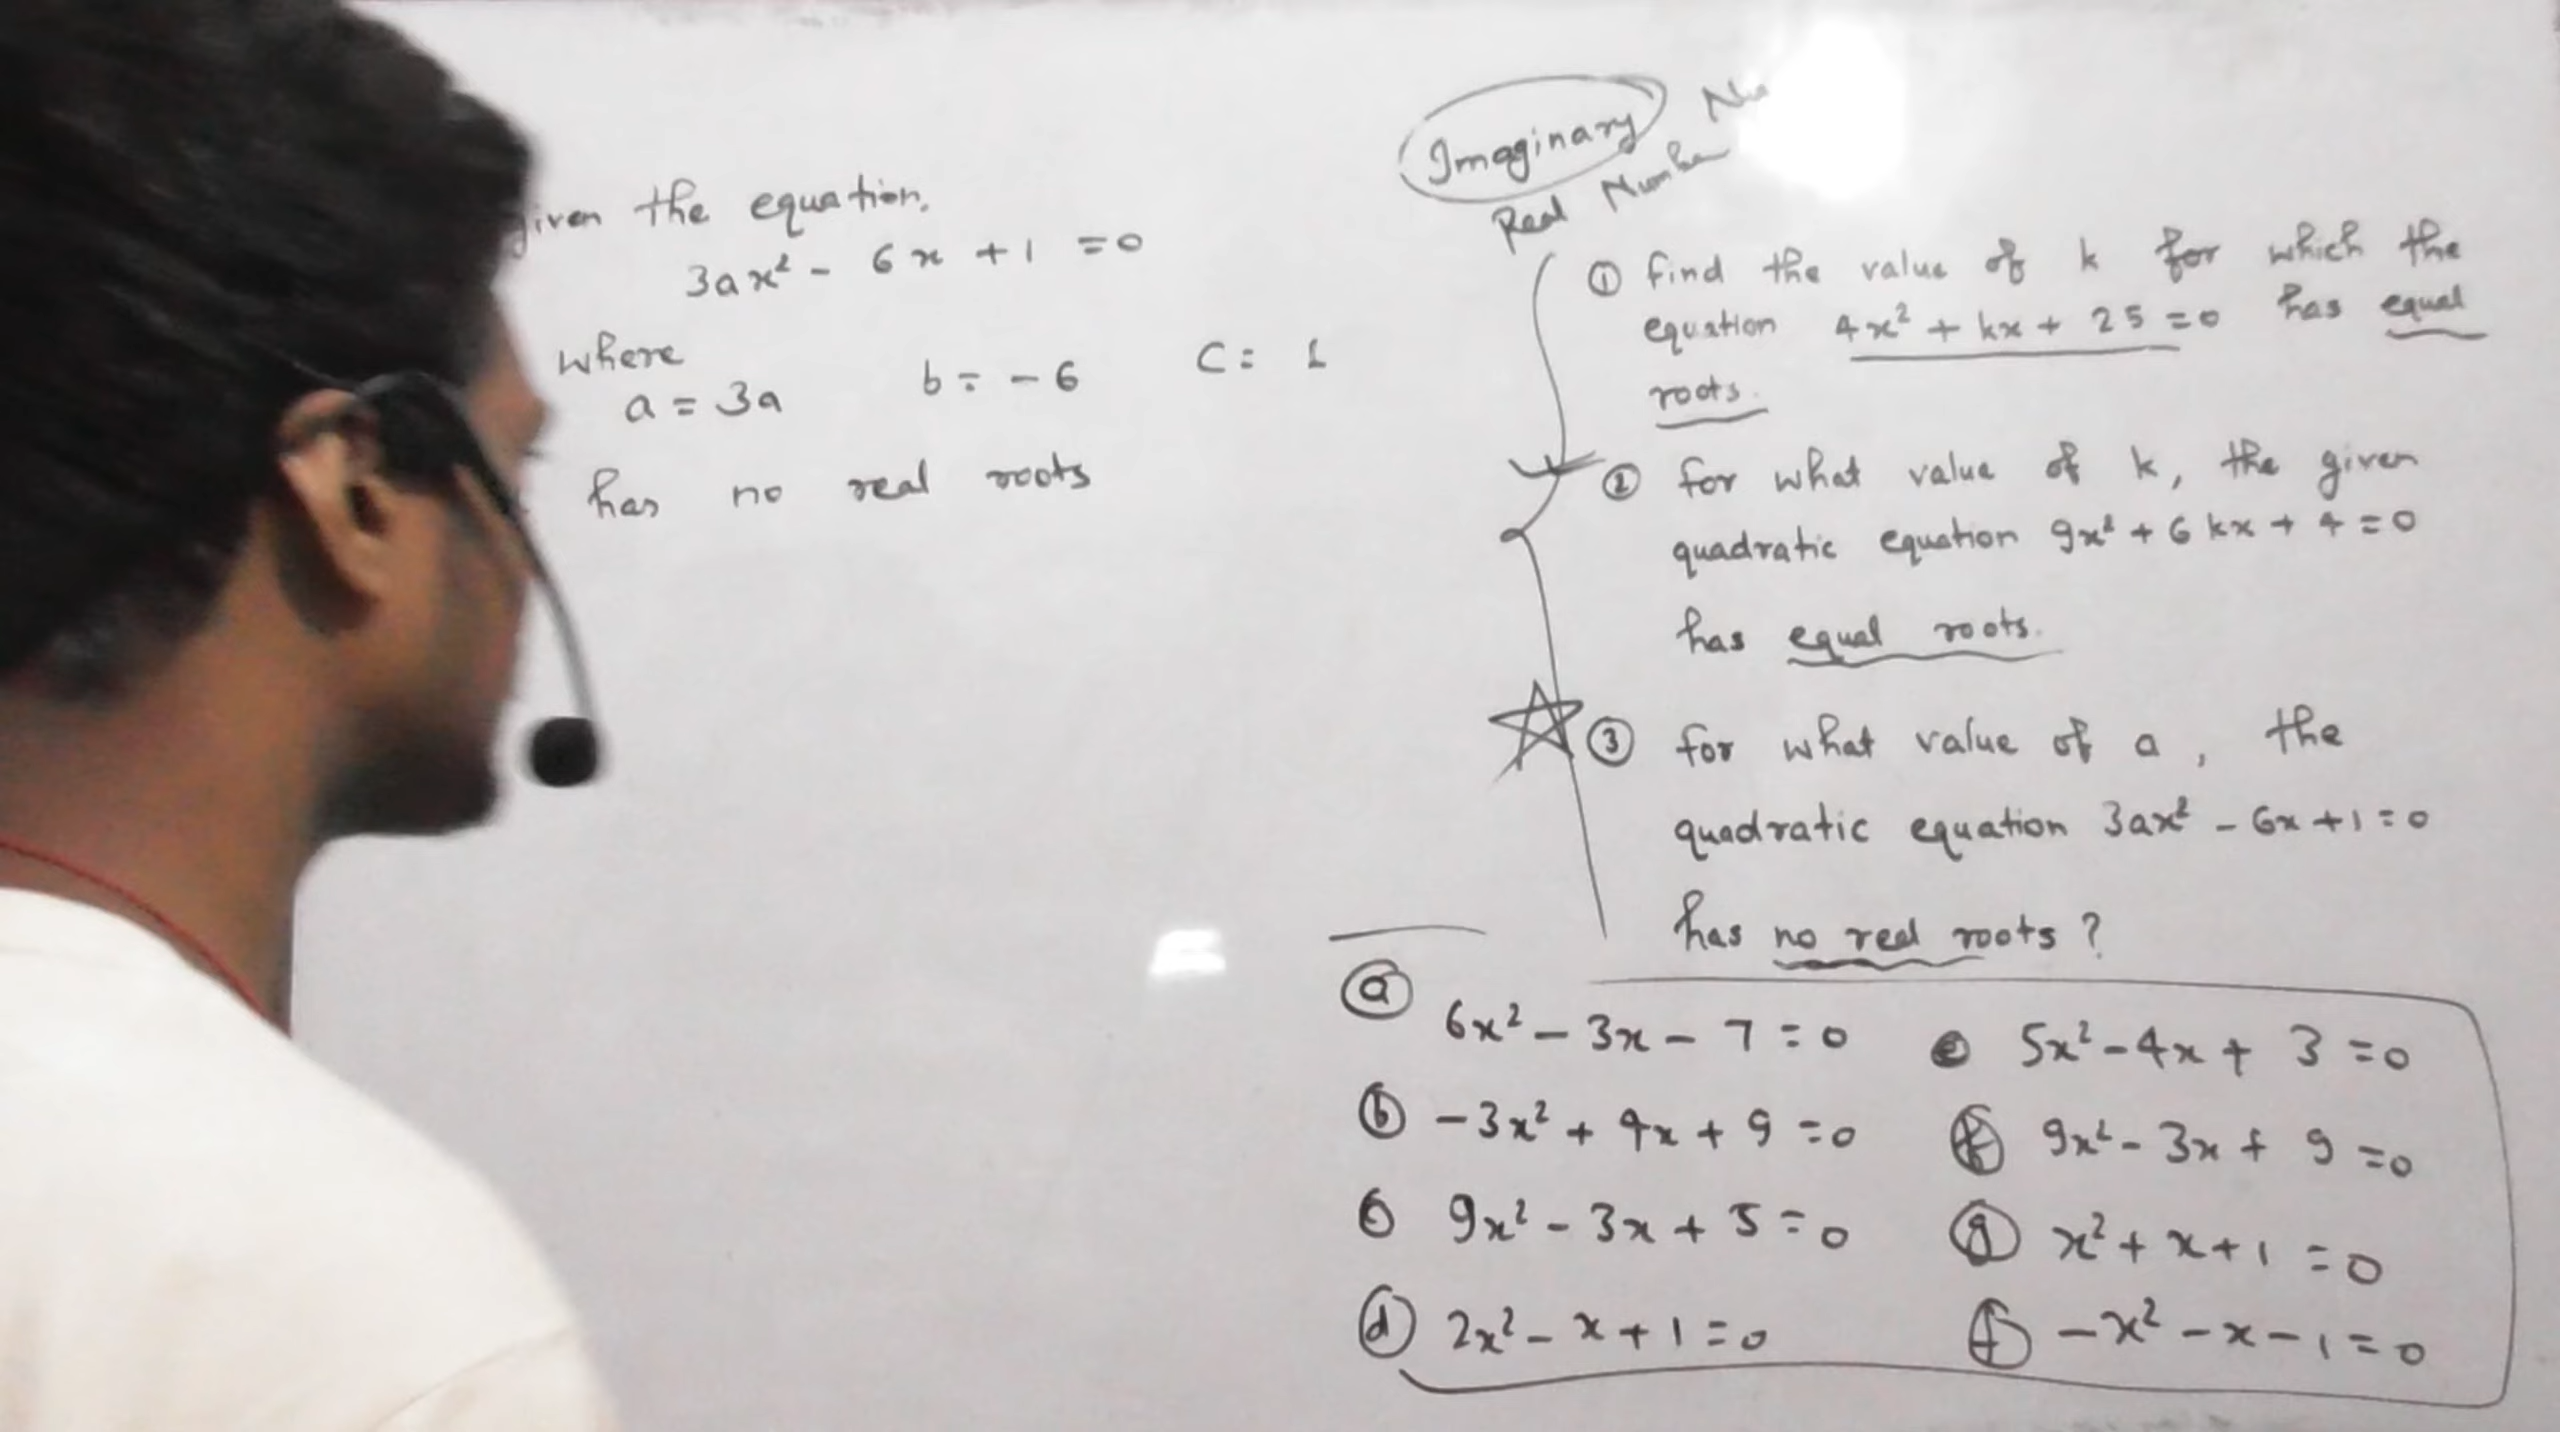 given the equation.
3ax² - 6x + 1 = 0
where
a = 3a b = -6 C = 1
has no real roots
Imaginary
Real Number
① find the value of k for which the
equation 4x² + kx + 25 = 0 has equal
roots.
② for what value of k, the given
quadratic equation 9x² + 6kx + 4 = 0
has equal roots.
③ for what value of a, the
quadratic equation 3ax² - 6x + 1 = 0
has no real roots?
ⓐ 6x² - 3x - 7 = 0
ⓑ -3x² + 9x + 9 = 0
ⓒ 9x² - 3x + 5 = 0
ⓓ 2x² - x + 1 = 0
ⓔ 5x² - 4x + 3 = 0
9x² - 3x + 9 = 0
ⓖ x² + x + 1 = 0
ⓕ -x² - x - 1 = 0